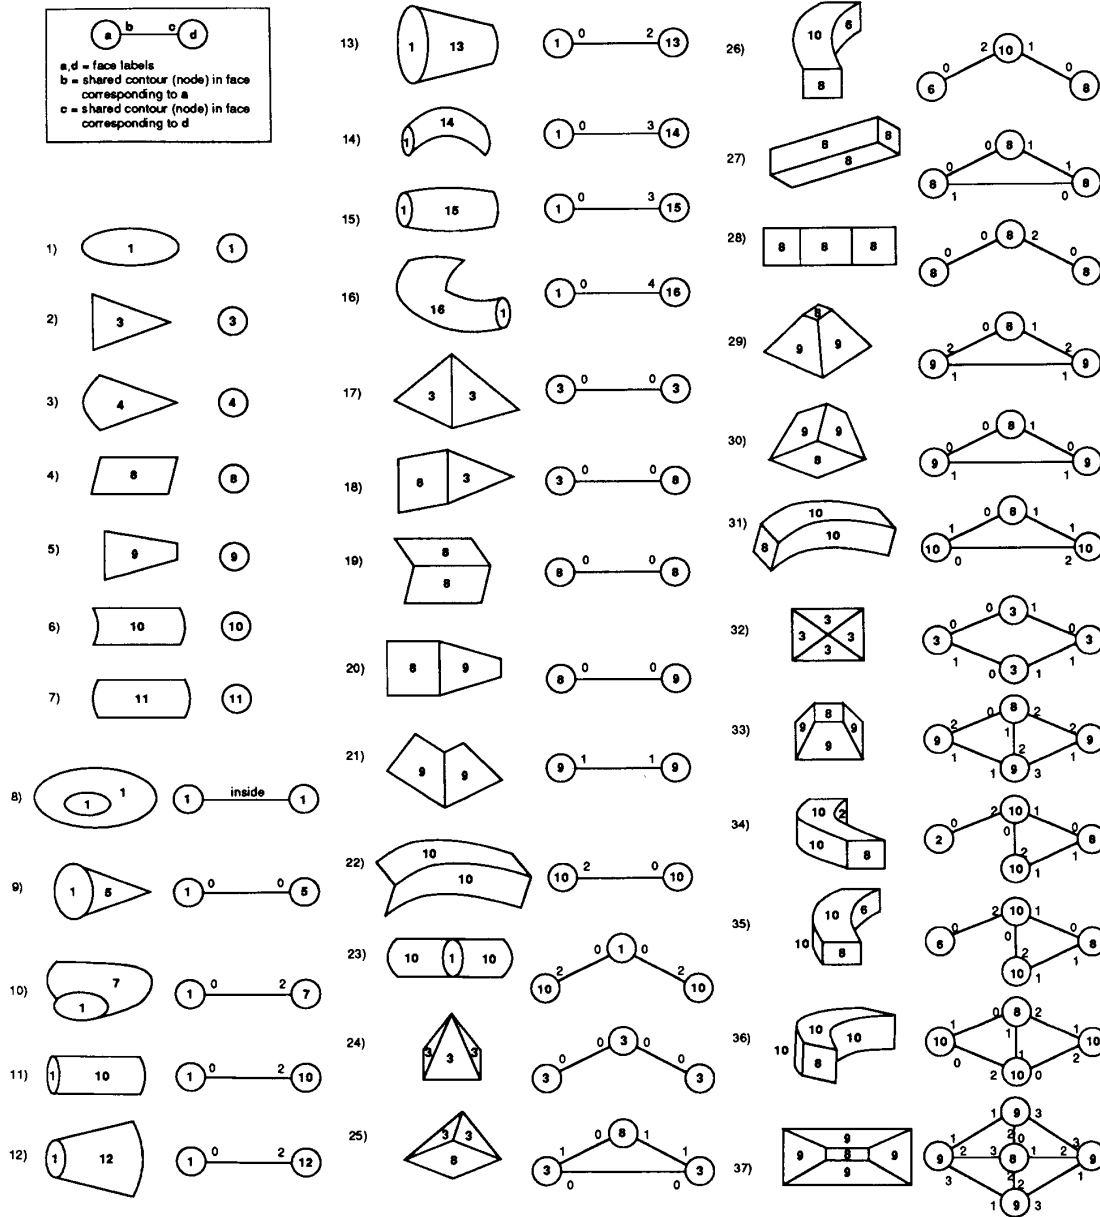 b c
a d
a,d = face labels
b = shared contour (node) in face
corresponding to a
c = shared contour (node) in face
corresponding to d
1) 1 1
2) 3 3
3) 4 4
4) 8 8
5) 9 9
6) 10 10
7) 11 11
8) 1 1 1 inside 1
9) 1 5 1 0 0 5
10) 1 7 1 0 2 7
11) 1 10 1 0 2 10
12) 1 12 1 0 2 12
13) 1 13 1 0 2 13
14) 1 14 1 0 3 14
15) 1 15 1 0 3 15
16) 16 1 1 0 4 16
17) 3 3 3 0 0 3
18) 8 3 3 0 0 8
19) 8 8 8 0 0 8
20) 8 9 8 0 0 9
21) 9 9 9 1 1 9
22) 10 10 10 2 0 10
23) 10 1 10 10 2 0 1 0 2 10
24) 3 3 3 3 0 0 3 0 0 3
25) 3 3 8 3 1 0 8 1 1 3 0 0
26) 10 6 8 6 0 2 10 1 0 8
27) 8 8 8 8 0 0 8 1 1 8 1 0
28) 8 8 8 8 0 0 8 2 0 8
29) 8 9 9 9 2 0 8 1 2 9 1 1
30) 9 9 8 9 0 0 8 1 0 9 1 1
31) 10 8 10 10 1 0 8 1 1 10 0 2
32) 3 3 3 3 3 0 0 3 1 0 3 1 0 3 1 1
33) 8 9 9 9 9 2 0 8 2 2 9 1 2 1 1 9 3
34) 10 2 10 8 2 0 2 10 1 0 8 0 2 10 1 1
35) 10 6 10 8 6 0 2 10 1 0 8 0 2 10 1 1
36) 10 10 10 8 10 1 0 8 2 1 10 1 1 0 2 10 0 2
37) 9 9 8 9 9 9 1 1 9 3 3 9 2 0 2 3 8 1 2 2 2 3 1 9 3 1